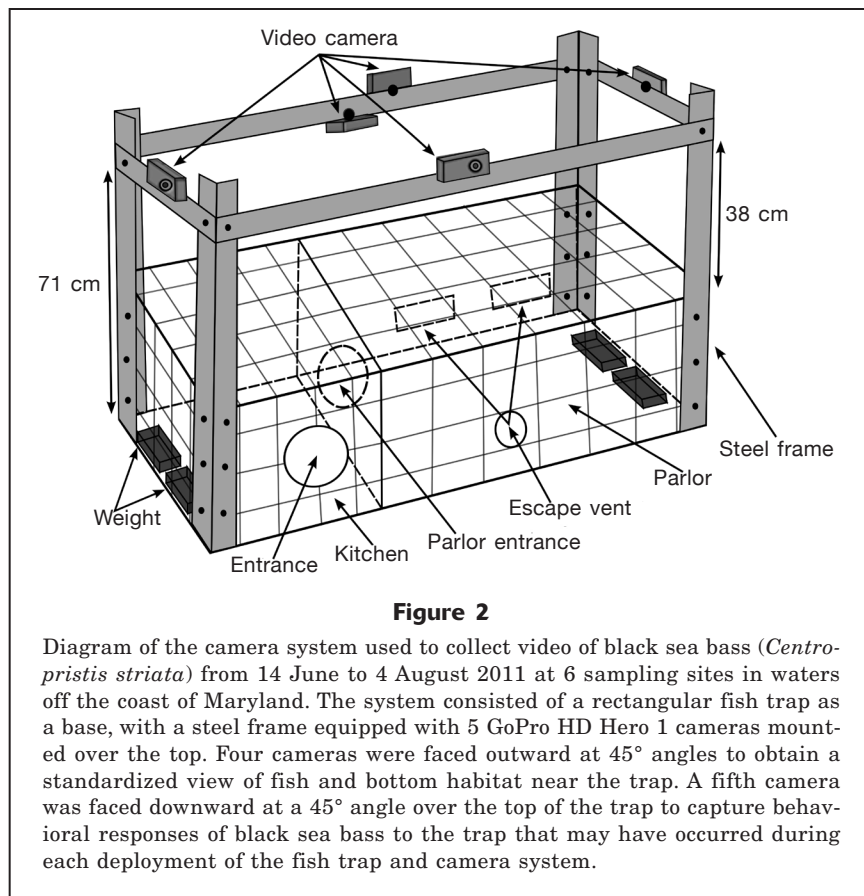 Video camera
38 cm
71 cm
Steel frame
Parlor
Escape vent
Weight
Parlor entrance
Kitchen
Entrance
Figure 2
Diagram of the camera system used to collect video of black sea bass (Centro-
pristis striata) from 14 June to 4 August 2011 at 6 sampling sites in waters
off the coast of Maryland. The system consisted of a rectangular fish trap as
a base, with a steel frame equipped with 5 GoPro HD Hero 1 cameras mount-
ed over the top. Four cameras were faced outward at 45° angles to obtain a
standardized view of fish and bottom habitat near the trap. A fifth camera
was faced downward at a 45° angle over the top of the trap to capture behav-
ioral responses of black sea bass to the trap that may have occurred during
each deployment of the fish trap and camera system.